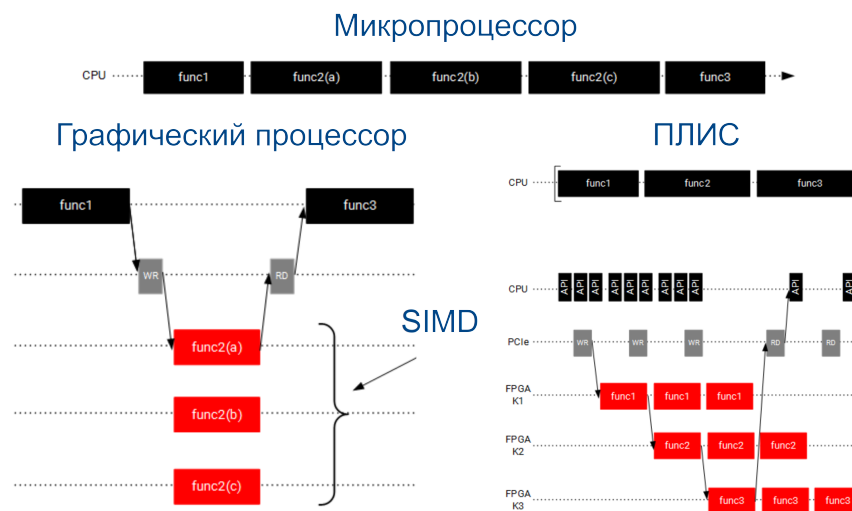 Микропроцессор
CPU func1 func2(a) func2(b) func2(c) func3
Графический процессор
func1 func3
WR RD
func2(a)
func2(b)
func2(c)
SIMD
ПЛИС
CPU func1 func2 func3
CPU API API API API API API API API API API API
PCIe WR WR WR RD RD
FPGA
K1 func1 func1 func1
FPGA
K2 func2 func2 func2
FPGA
K3 func3 func3 func3